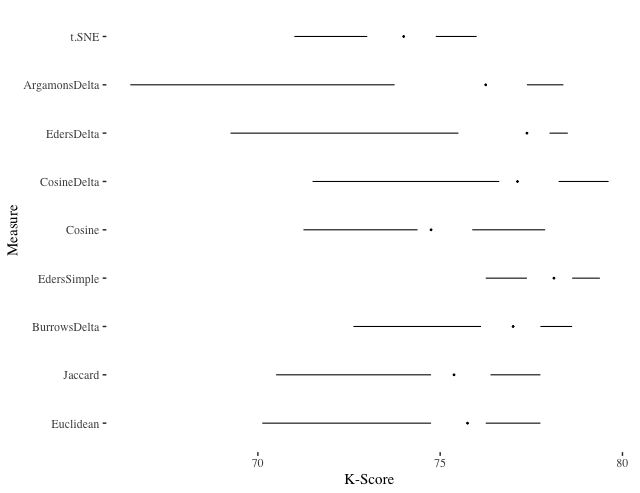 t.SNE
ArgamonsDelta
EdersDelta
CosineDelta
Cosine
EdersSimple
BurrowsDelta
Jaccard
Euclidean
Measure
70 75 80
K-Score